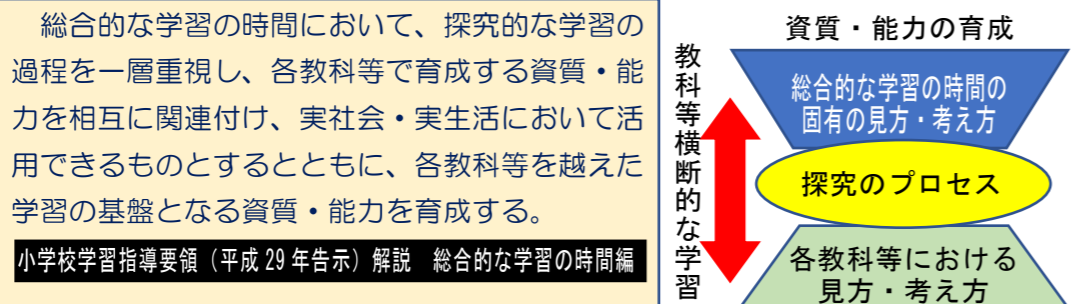 総合的な学習の時間において、探究的な学習の
過程を一層重視し、各教科等で育成する資質・能
力を相互に関連付け、実社会・実生活において活
用できるものとするとともに、各教科等を越えた
学習の基盤となる資質・能力を育成する。
小学校学習指導要領（平成29年告示）解説　総合的な学習の時間編
資質・能力の育成
教科等横断的な学習
総合的な学習の時間の
固有の見方・考え方
探究のプロセス
各教科等における
見方・考え方